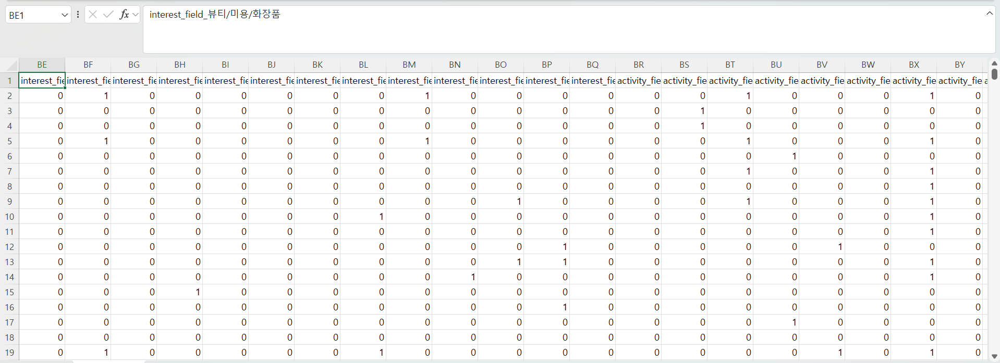 BE1 fx interest_field_뷰티/미용/화장품
BE BF BG BH BI BJ BK BL BM BN BO BP BQ BR BS BT BU BV BW BX BY
1 interest_fie interest_fie interest_fie interest_fie interest_fie interest_fie interest_fie interest_fie interest_fie interest_fie interest_fie interest_fie interest_fie activity_fie activity_fie activity_fie activity_fie activity_fie activity_fie activity_fie activity_fie a
2 0 1 0 0 0 0 0 0 1 0 0 0 0 0 0 1 0 0 0 1 0
3 0 0 0 0 0 0 0 0 0 0 0 0 0 0 1 0 0 0 0 0 0
4 0 0 0 0 0 0 0 0 0 0 0 0 0 0 1 0 0 0 0 0 0
5 0 1 0 0 0 0 0 0 1 0 0 0 0 0 0 1 0 0 0 1 0
6 0 0 0 0 0 0 0 0 0 0 0 0 0 0 0 0 1 0 0 0 0
7 0 0 0 0 0 0 0 0 0 0 0 0 0 0 0 1 0 0 0 1 0
8 0 0 0 0 0 0 0 0 0 0 0 0 0 0 0 0 0 0 0 1 0
9 0 0 0 0 0 0 0 0 0 0 1 0 0 0 0 1 0 0 0 1 0
10 0 0 0 0 0 0 0 1 0 0 0 0 0 0 0 0 0 0 0 1 0
11 0 0 0 0 0 0 0 0 0 0 0 0 0 0 0 0 0 0 0 1 0
12 0 0 0 0 0 0 0 0 0 0 0 1 0 0 0 0 0 1 0 0 0
13 0 0 0 0 0 0 0 0 0 0 1 1 0 0 0 0 0 0 0 1 0
14 0 0 0 0 0 0 0 0 0 1 0 0 0 0 0 0 0 0 0 1 0
15 0 0 0 1 0 0 0 0 0 0 0 0 0 0 0 0 0 0 0 0 0
16 0 0 0 0 0 0 0 0 0 0 0 1 0 0 0 0 0 0 0 0 0
17 0 0 0 0 0 0 0 0 0 0 0 0 0 0 0 0 1 0 0 0 0
18 0 0 0 0 0 0 0 0 0 0 0 0 0 0 0 0 0 0 0 0 0
19 0 1 0 0 0 0 0 1 0 0 0 0 0 0 0 0 0 1 0 1 0